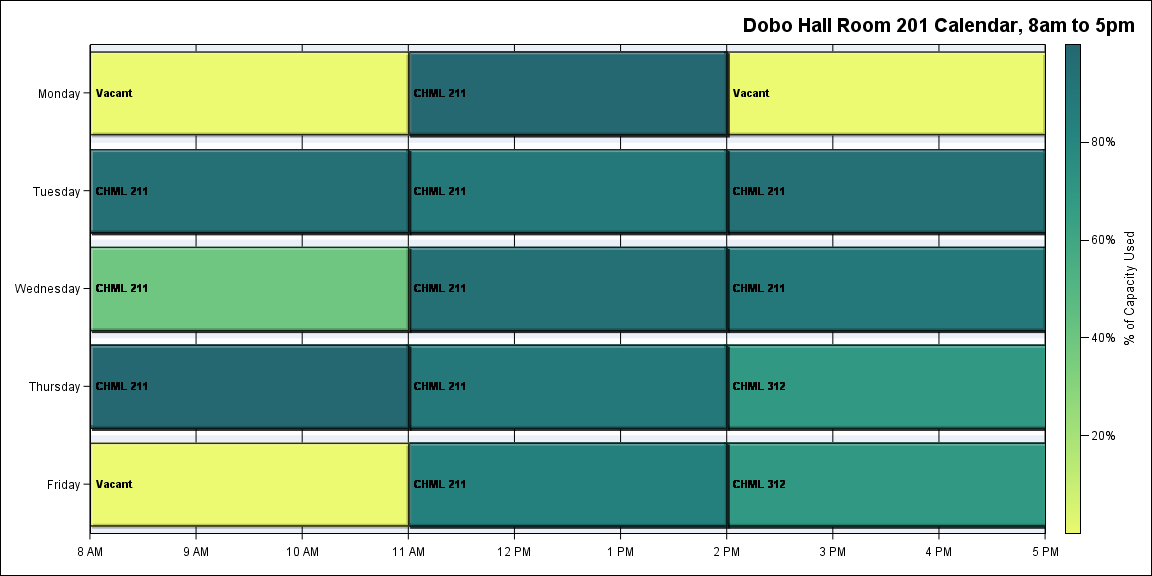 Dobo Hall Room 201 Calendar, 8am to 5pm
Monday
Vacant
CHML 211
Vacant
Tuesday
CHML 211
CHML 211
CHML 211
Wednesday
CHML 211
CHML 211
CHML 211
Thursday
CHML 211
CHML 211
CHML 312
Friday
Vacant
CHML 211
CHML 312
8 AM
9 AM
10 AM
11 AM
12 PM
1 PM
2 PM
3 PM
4 PM
5 PM
80%
60%
40%
20%
% of Capacity Used